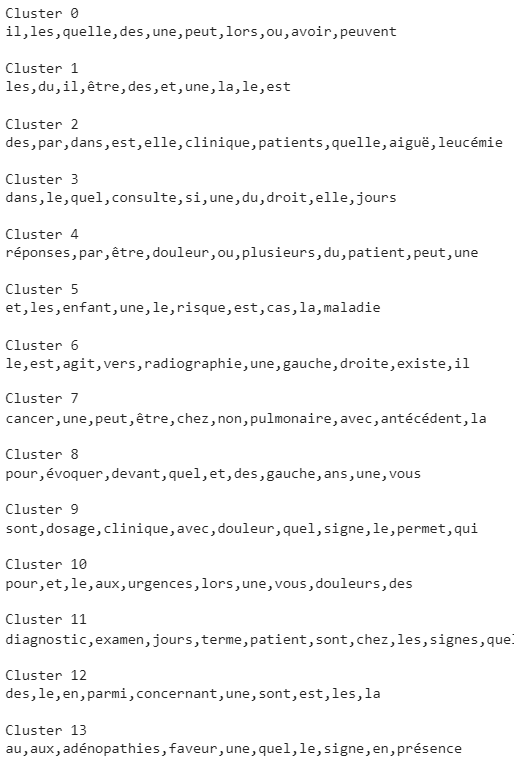 Cluster 0
il,les,quelle,des,une,peut,lors,ou,avoir,peuvent
Cluster 1
les,du,il,être,des,et,une,la,le,est
Cluster 2
des,par,dans,est,elle,clinique,patients,quelle,aiguë,leucémie
Cluster 3
dans,le,quel,consulte,si,une,du,droit,elle,jours
Cluster 4
réponses,par,être,douleur,ou,plusieurs,du,patient,peut,une
Cluster 5
et,les,enfant,une,le,risque,est,cas,la,maladie
Cluster 6
le,est,agit,vers,radiographie,une,gauche,droite,existe,il
Cluster 7
cancer,une,peut,être,chez,non,pulmonaire,avec,antécédent,la
Cluster 8
pour,évoquer,devant,quel,et,des,gauche,ans,une,vous
Cluster 9
sont,dosage,clinique,avec,douleur,quel,signe,le,permet,qui
Cluster 10
pour,et,le,aux,urgences,lors,une,vous,douleurs,des
Cluster 11
diagnostic,examen,jours,terme,patient,sont,chez,les,signes,quel
Cluster 12
des,le,en,parmi,concernant,une,sont,est,les,la
Cluster 13
au,aux,adénopathies,faveur,une,quel,le,signe,en,présence